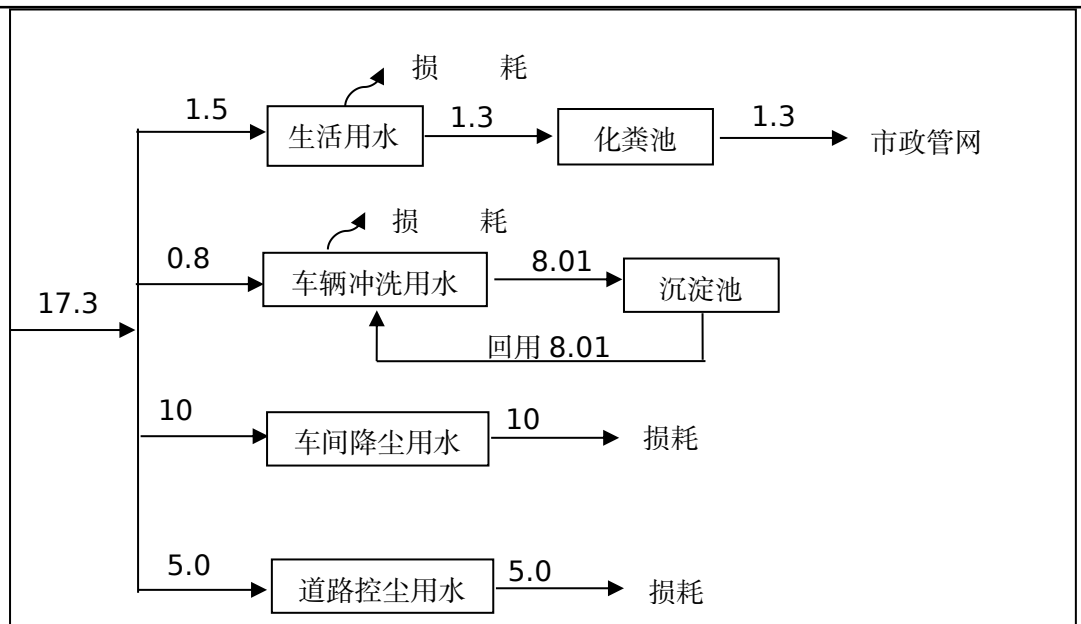 损 耗
1.5
生活用水
1.3
化粪池
1.3
市政管网
损 耗
0.8
车辆冲洗用水
8.01
沉淀池
17.3
回用 8.01
10
车间降尘用水
10
损耗
5.0
道路控尘用水
5.0
损耗